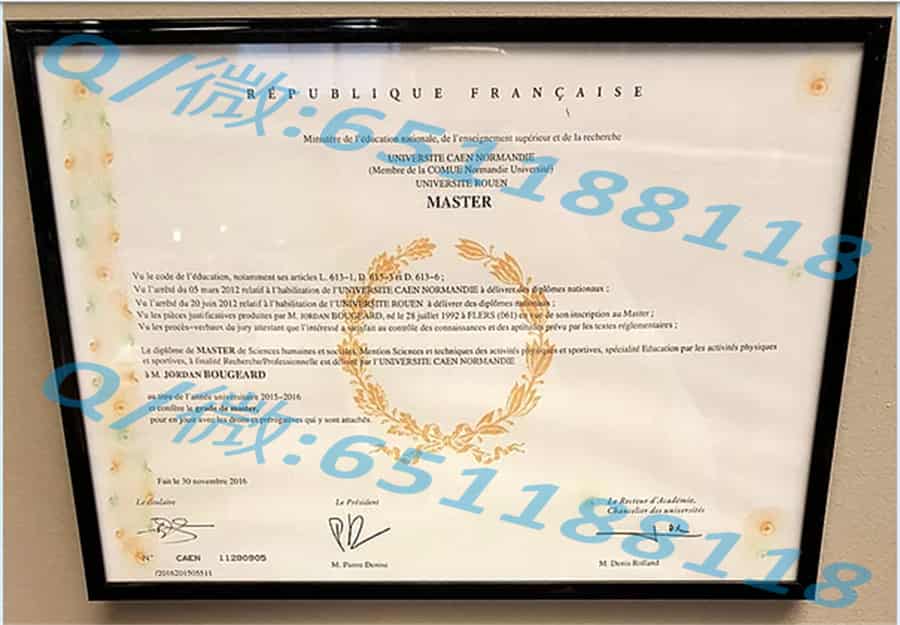 Q/微:651188118
RÉPUBLIQUE FRANÇAISE
Ministère de l'éducation nationale, de l'enseignement supérieur et de la recherche
UNIVERSITE CAEN NORMANDIE
(Membre de la COMUE Normandie Université)
UNIVERSITE ROUEN
MASTER
Vu le code de l'éducation, notamment ses articles L. 613-1, D. 613-3 et D. 613-6 ;
Vu l'arrêté du 05 mars 2012 relatif à l'habilitation de l'UNIVERSITE CAEN NORMANDIE à délivrer des diplômes nationaux ;
Vu l'arrêté du 20 juin 2012 relatif à l'habilitation de l'UNIVERSITE ROUEN à délivrer des diplômes nationaux ;
Vu les pièces justificatives produites par M. JORDAN BOUGEARD, né le 28 juillet 1992 à FLERS (061) en vue de son inscription au Master ;
Vu les procès-verbaux du jury attestant que l'intéressé a satisfait au contrôle des connaissances et des aptitudes prévu par les textes réglementaires ;
Le diplôme de MASTER de Sciences humaines et sociales, Mention Sciences et techniques des activités physiques et sportives, spécialité Education par les activités physiques
et sportives, à finalité Recherche/Professionnelle est délivré par l'UNIVERSITE CAEN NORMANDIE
à M. JORDAN BOUGEARD
au titre de l'année universitaire 2015-2016
et confère le grade de master,
pour en jouir avec les droits et prérogatives qui y sont attachés.
Q/微:651188118
Fait le 30 novembre 2016
Le titulaire
Le Président
Le Recteur d'Académie,
Chancelier des universités
N° CAEN 11280905
/2016201505511
M. Pierre Denise
M. Denis Rolland